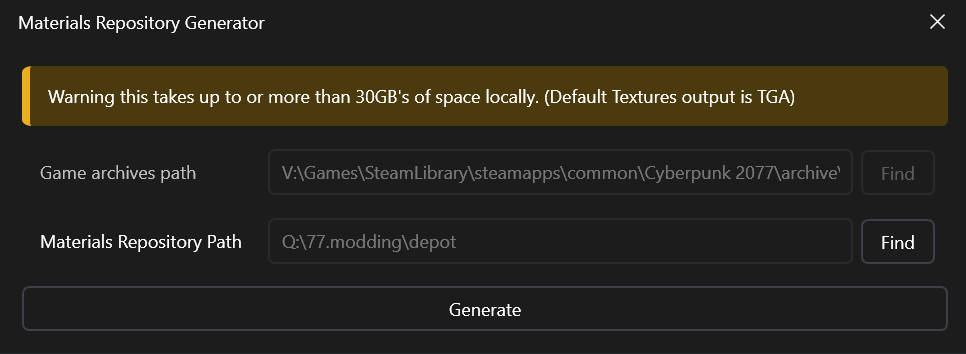 Materials Repository Generator
Warning this takes up to or more than 30GB's of space locally. (Default Textures output is TGA)
Game archives path V:\Games\SteamLibrary\steamapps\common\Cyberpunk 2077\archive\ Find
Materials Repository Path Q:\77.modding\depot Find
Generate